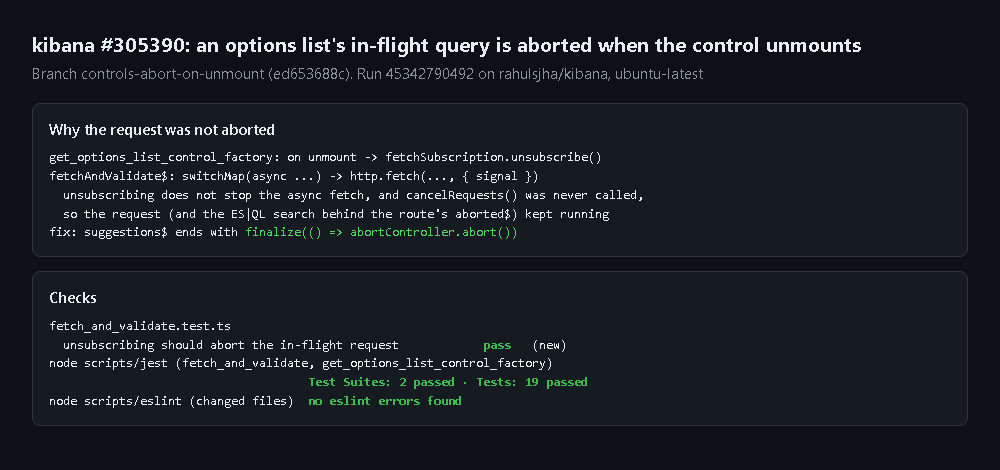 kibana #305390: an options list's in-flight query is aborted when the control unmounts
Branch controls-abort-on-unmount (ed653688c). Run 45342790492 on rahulsjha/kibana, ubuntu-latest
Why the request was not aborted
get_options_list_control_factory: on unmount -> fetchSubscription.unsubscribe()
fetchAndValidate$: switchMap(async ...) -> http.fetch(..., { signal })
unsubscribing does not stop the async fetch, and cancelRequests() was never called,
so the request (and the ES|QL search behind the route's aborted$) kept running
fix: suggestions$ ends with finalize(() => abortController.abort())
Checks
fetch_and_validate.test.ts
unsubscribing should abort the in-flight request pass (new)
node scripts/jest (fetch_and_validate, get_options_list_control_factory)
Test Suites: 2 passed · Tests: 19 passed
node scripts/eslint (changed files) no eslint errors found